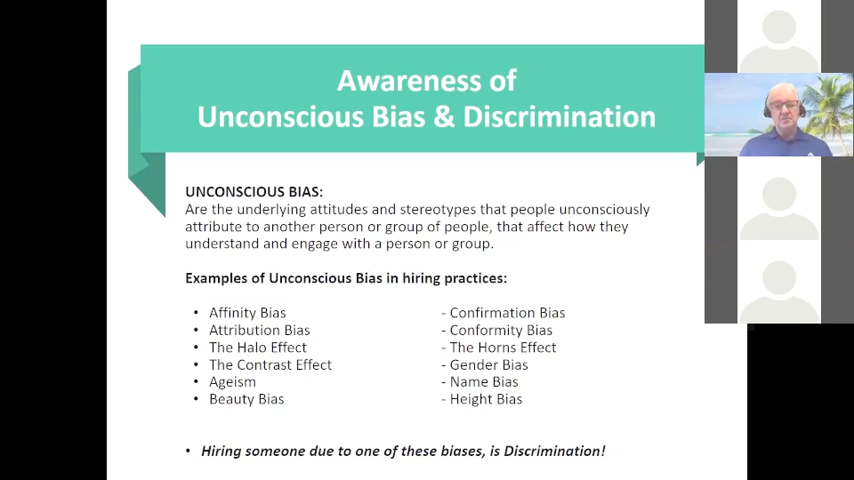 Awareness of
Unconscious Bias & Discrimination
UNCONSCIOUS BIAS:
Are the underlying attitudes and stereotypes that people unconsciously
attribute to another person or group of people, that affect how they
understand and engage with a person or group.
Examples of Unconscious Bias in hiring practices:
• Affinity Bias
• Attribution Bias
• The Halo Effect
• The Contrast Effect
• Ageism
• Beauty Bias
- Confirmation Bias
- Conformity Bias
- The Horns Effect
- Gender Bias
- Name Bias
- Height Bias
• Hiring someone due to one of these biases, is Discrimination!